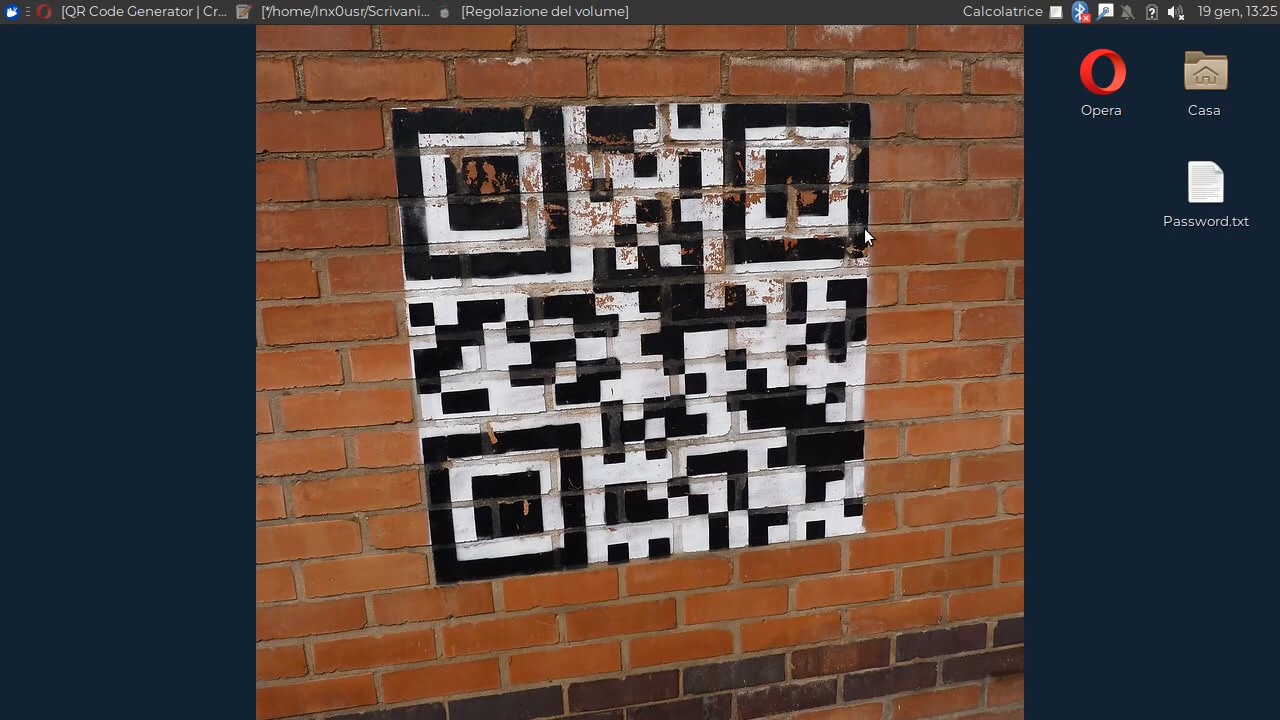 [QR Code Generator | Cr... [*/home/lnx0usr/Scrivani... [Regolazione del volume] Calcolatrice 19 gen, 13:25
Opera Casa
Password.txt